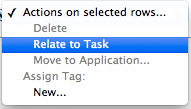 ✓ Actions on selected rows...
Delete
Relate to Task
Move to Application...
Assign Tag:
New...